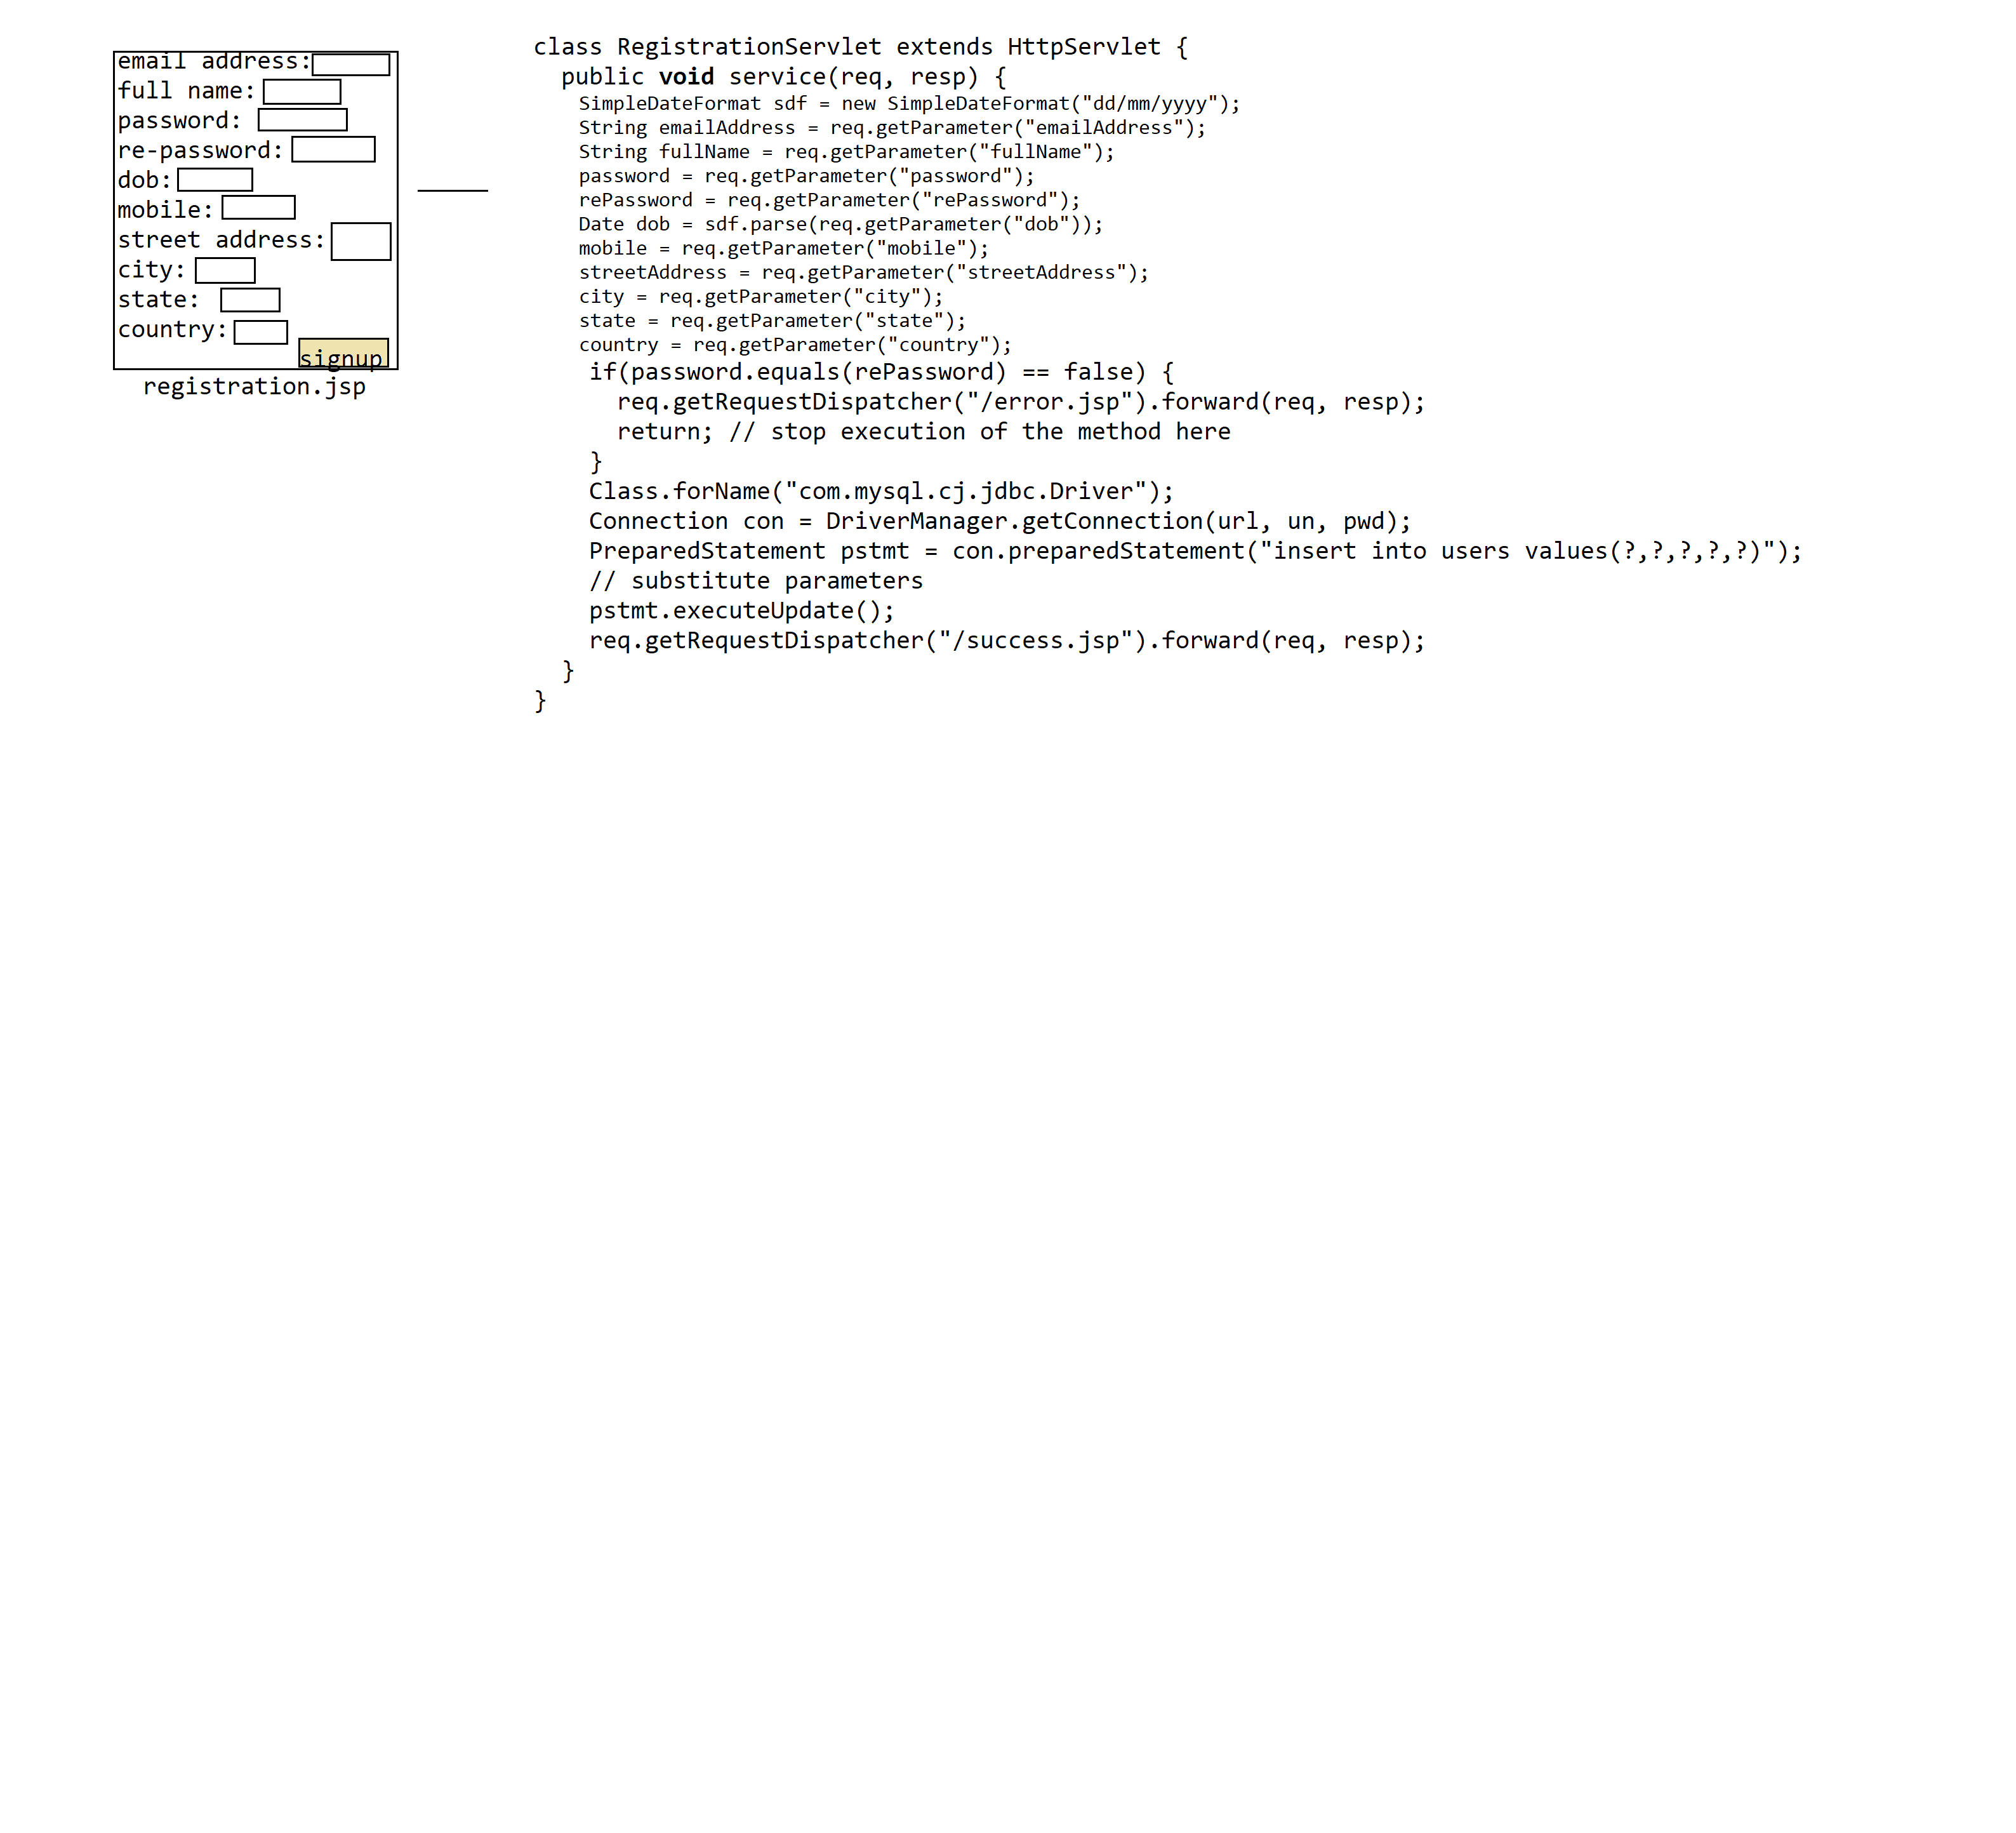 email address:
full name:
password:
re-password:
dob:
mobile:
street address:
city:
state:
country:
signup
registration.jsp
class RegistrationServlet extends HttpServlet {
public void service(req, resp) {
SimpleDateFormat sdf = new SimpleDateFormat("dd/mm/yyyy");
String emailAddress = req.getParameter("emailAddress");
String fullName = req.getParameter("fullName");
password = req.getParameter("password");
rePassword = req.getParameter("rePassword");
Date dob = sdf.parse(req.getParameter("dob"));
mobile = req.getParameter("mobile");
streetAddress = req.getParameter("streetAddress");
city = req.getParameter("city");
state = req.getParameter("state");
country = req.getParameter("country");
if(password.equals(rePassword) == false) {
req.getRequestDispatcher("/error.jsp").forward(req, resp);
return; // stop execution of the method here
}
Class.forName("com.mysql.cj.jdbc.Driver");
Connection con = DriverManager.getConnection(url, un, pwd);
PreparedStatement pstmt = con.preparedStatement("insert into users values(?,?,?,?,?)");
// substitute parameters
pstmt.executeUpdate();
req.getRequestDispatcher("/success.jsp").forward(req, resp);
}
}